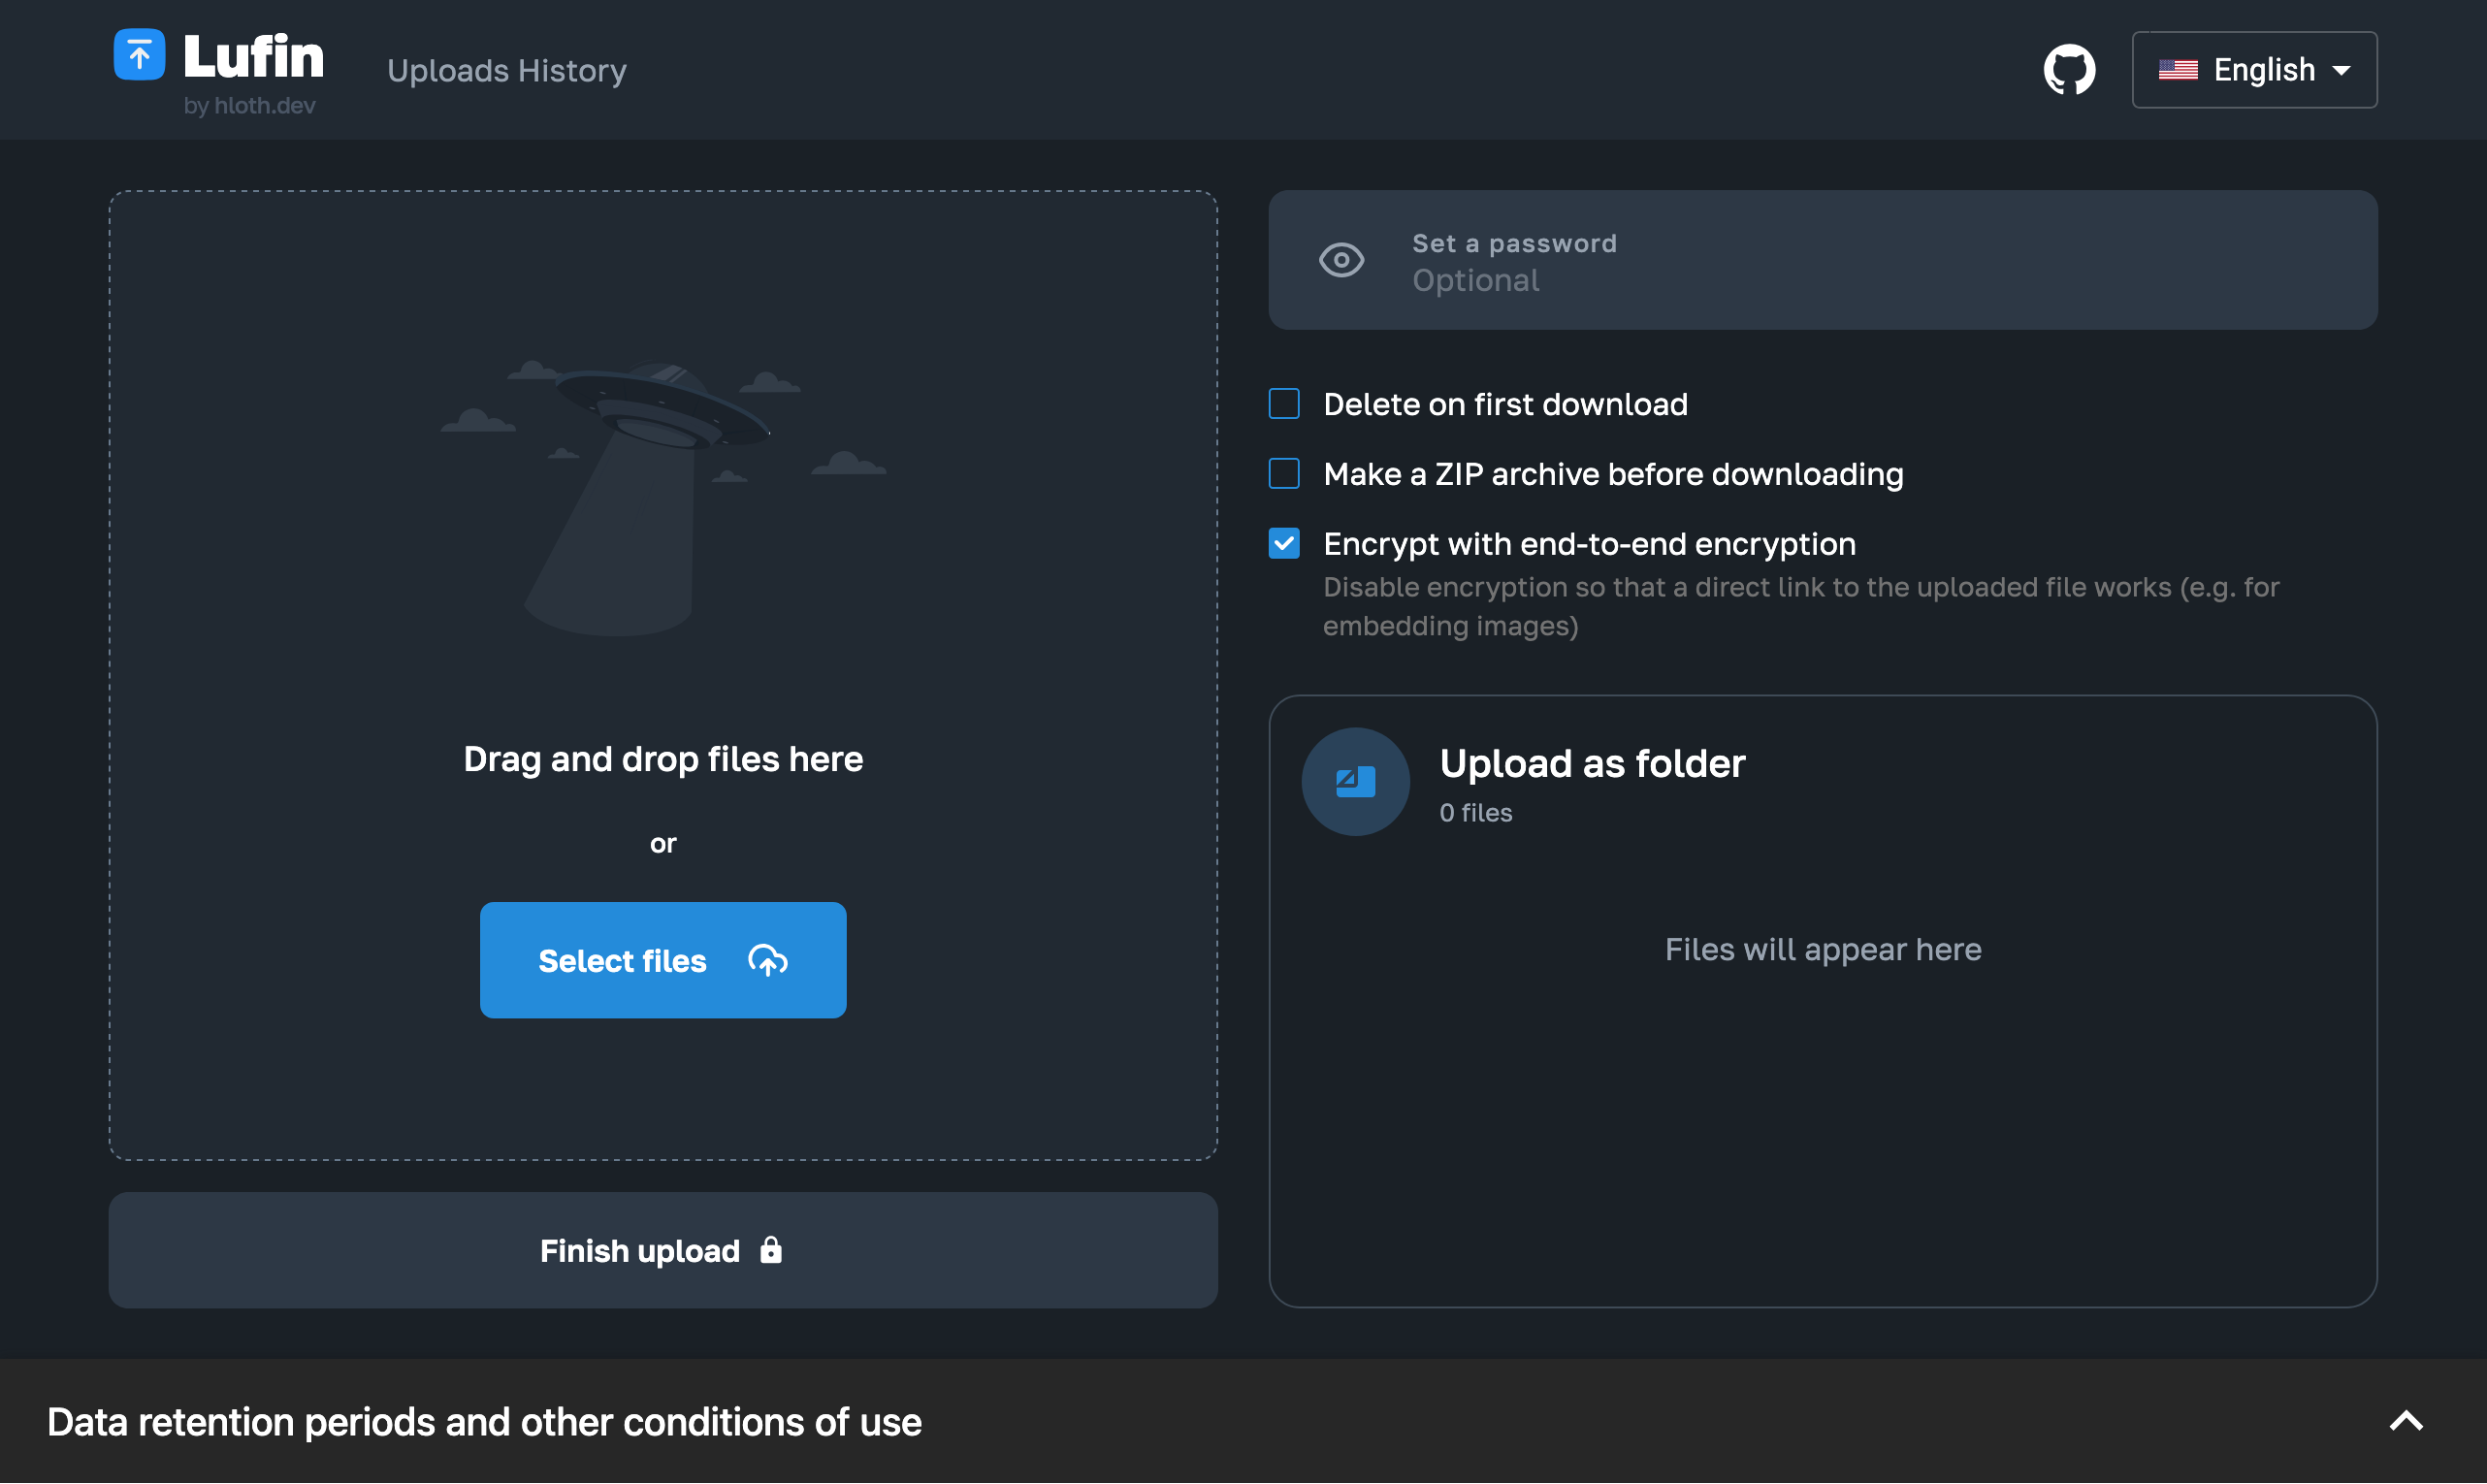 Lufin
by hloth.dev
Uploads History
English
Drag and drop files here
or
Select files
Finish upload
Set a password
Optional
Delete on first download
Make a ZIP archive before downloading
Encrypt with end-to-end encryption
Disable encryption so that a direct link to the uploaded file works (e.g. for
embedding images)
Upload as folder
0 files
Files will appear here
Data retention periods and other conditions of use